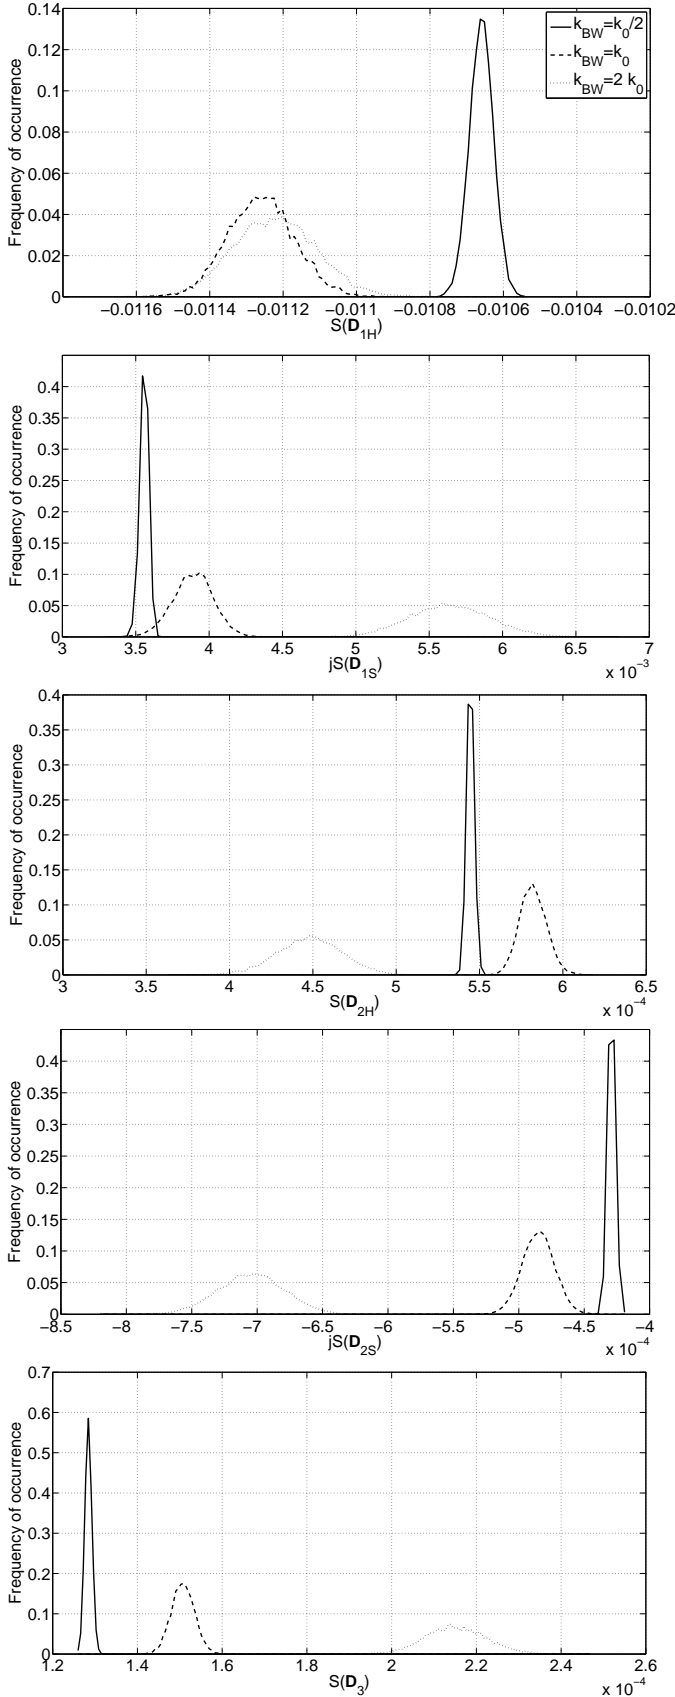 0.14
0.12
0.1
0.08
0.06
0.04
0.02
0
Frequency of occurrence
k_BW=k_0/2
k_BW=k_0
k_BW=2 k_0
−0.0116 −0.0114 −0.0112 −0.011 −0.0108 −0.0106 −0.0104 −0.0102
S(D_1H)
0.4
0.35
0.3
0.25
0.2
0.15
0.1
0.05
0
Frequency of occurrence
3 3.5 4 4.5 5 5.5 6 6.5 7
jS(D_1S)
x 10^−3
0.4
0.35
0.3
0.25
0.2
0.15
0.1
0.05
0
Frequency of occurrence
3 3.5 4 4.5 5 5.5 6 6.5
S(D_2H)
x 10^−4
0.4
0.35
0.3
0.25
0.2
0.15
0.1
0.05
0
Frequency of occurrence
−8.5 −8 −7.5 −7 −6.5 −6 −5.5 −5 −4.5 −4
jS(D_2S)
x 10^−4
0.7
0.6
0.5
0.4
0.3
0.2
0.1
0
Frequency of occurrence
1.2 1.4 1.6 1.8 2 2.2 2.4 2.6
S(D_3)
x 10^−4